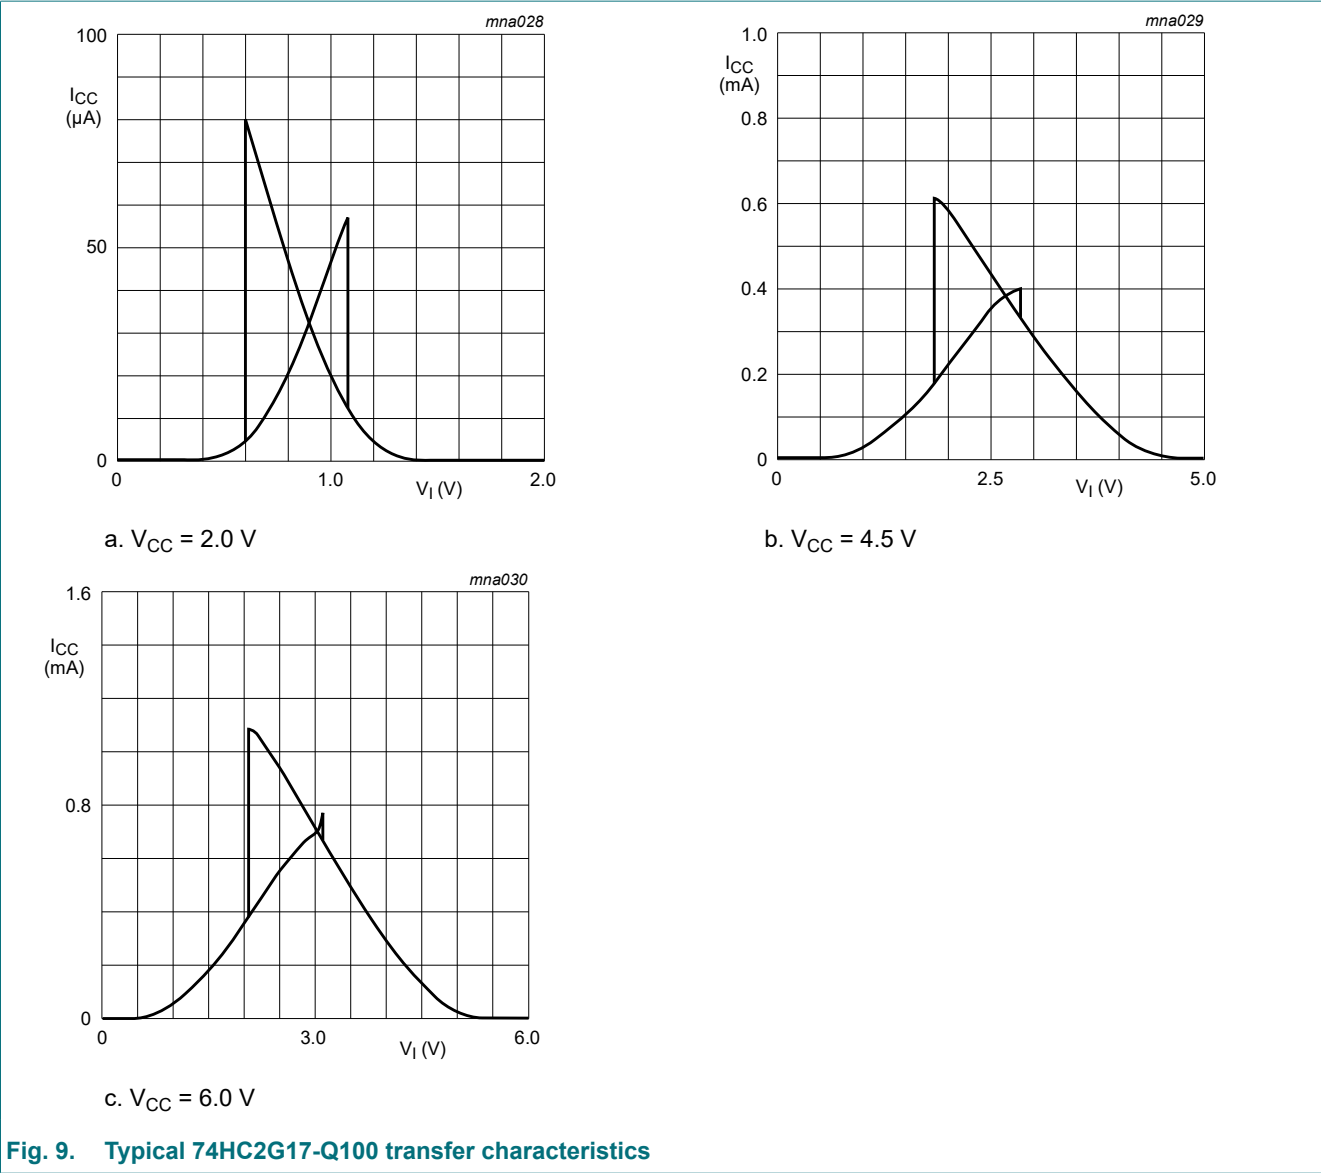 mna028
100
ICC
(µA)
50
0
0
1.0
2.0
VI (V)
a. VCC = 2.0 V
mna029
1.0
ICC
(mA)
0.8
0.6
0.4
0.2
0
0
2.5
5.0
VI (V)
b. VCC = 4.5 V
mna030
1.6
ICC
(mA)
0.8
0
0
3.0
6.0
VI (V)
c. VCC = 6.0 V
Fig. 9. Typical 74HC2G17-Q100 transfer characteristics